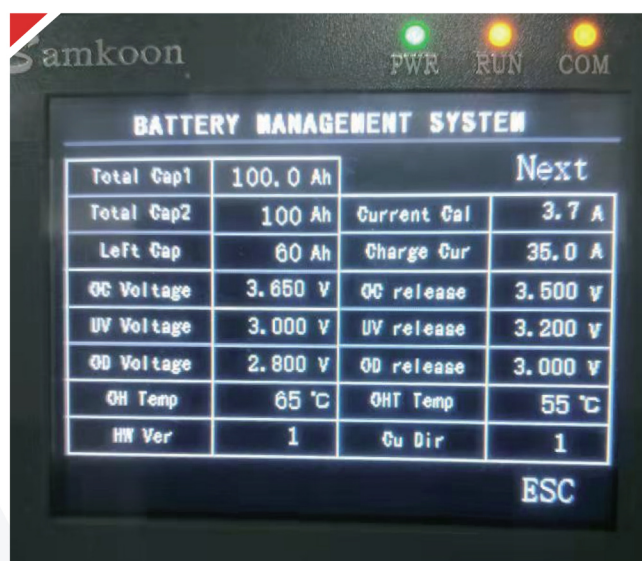 Samkoon
PWR RUN COM
BATTERY MANAGEMENT SYSTEM
Total Cap1 100.0 Ah Next
Total Cap2 100 Ah Current Cal 3.7 A
Left Cap 60 Ah Charge Cur 35.0 A
OC Voltage 3.650 V OC release 3.500 V
UV Voltage 3.000 V UV release 3.200 V
OD Voltage 2.800 V OD release 3.000 V
OH Temp 65 ℃ OHT Temp 55 ℃
HW Ver 1 Cu Dir 1
ESC